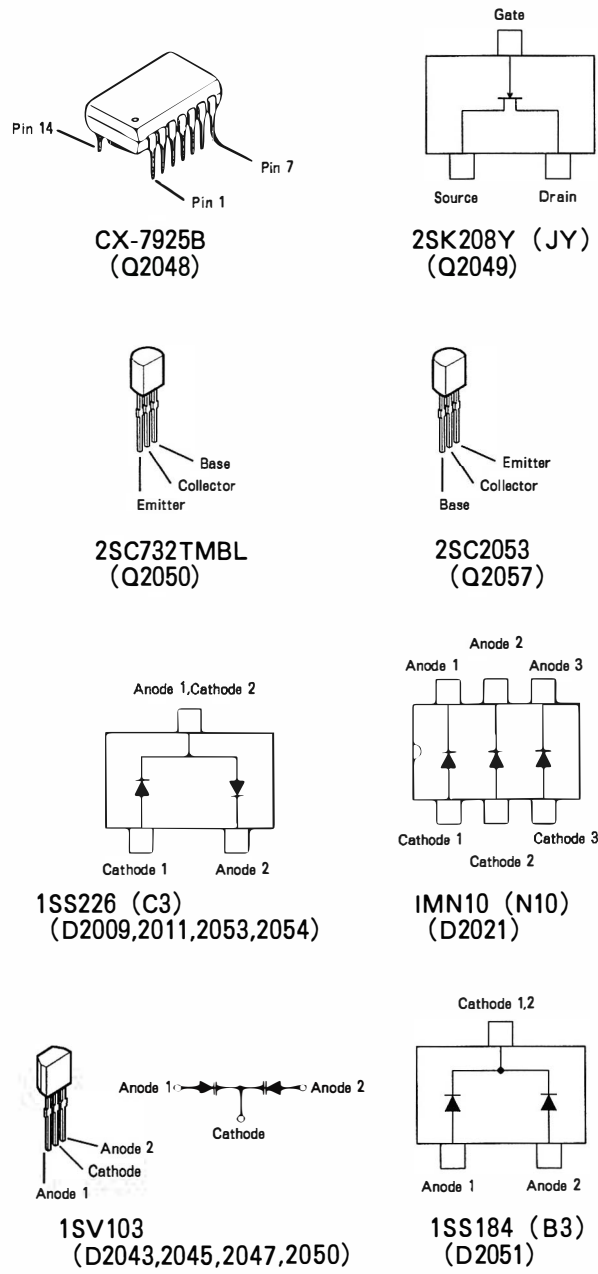 Gate
Pin 14
Pin 7
Pin 1
Source
Drain
CX-7925B
(Q2048)
2SK208Y (JY)
(Q2049)
Base
Collector
Emitter
Emitter
Collector
Base
2SC732TMBL
(Q2050)
2SC2053
(Q2057)
Anode 1,Cathode 2
Cathode 1
Anode 2
1SS226 (C3)
(D2009,2011,2053,2054)
Anode 2
Anode 1
Anode 3
Cathode 1
Cathode 3
Cathode 2
IMN10 (N10)
(D2021)
Anode 2
Cathode
Anode 1
Anode 1
Anode 2
Cathode
1SV103
(D2043,2045,2047,2050)
Cathode 1,2
Anode 1
Anode 2
1SS184 (B3)
(D2051)